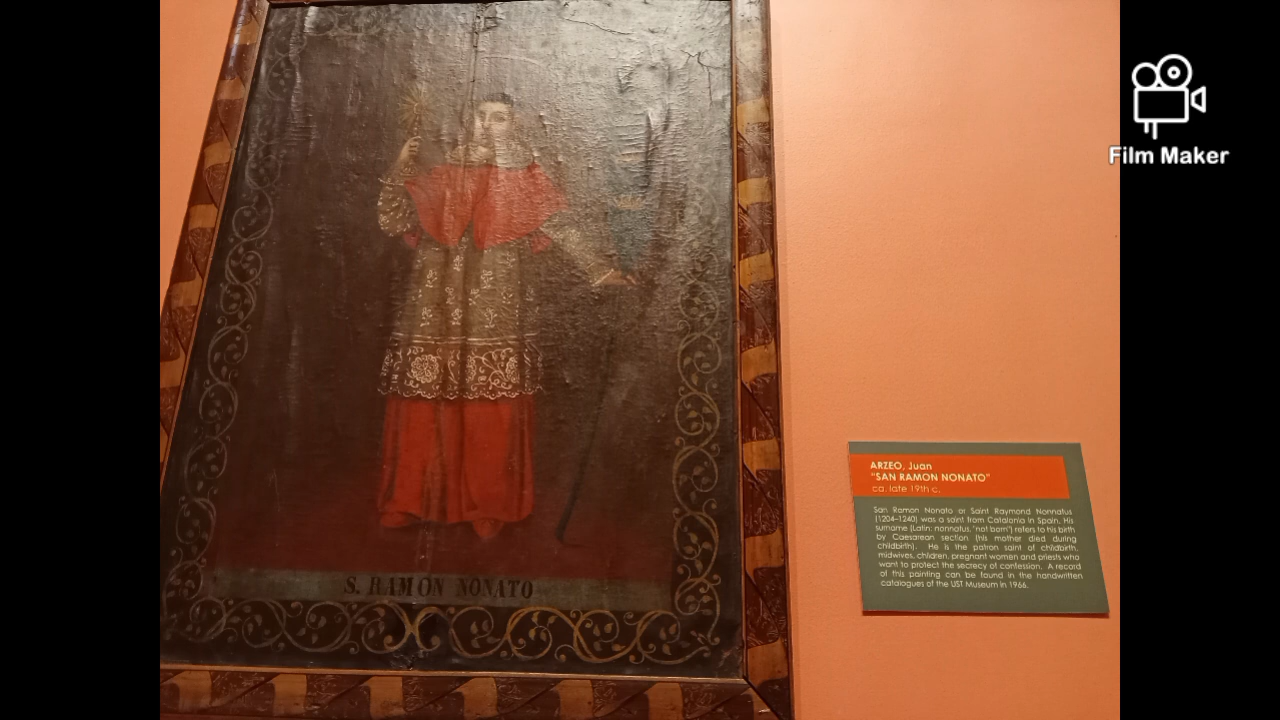 S. RAMON NONATO
ARZEO, Juan
"SAN RAMON NONATO"
ca. late 19th c.
San Ramon Nonato or Saint Raymond Nonnatus
(1204-1240) was a saint from Catalonia in Spain. His
surname (Latin: nonnatus, "not born") refers to his birth
by Caesarean section (his mother died during
childbirth). He is the patron saint of childbirth,
midwives, children, pregnant women and priests who
want to protect the secrecy of confession. A record
of this painting can be found in the handwritten
catalogues of the UST Museum in 1966.
Film Maker